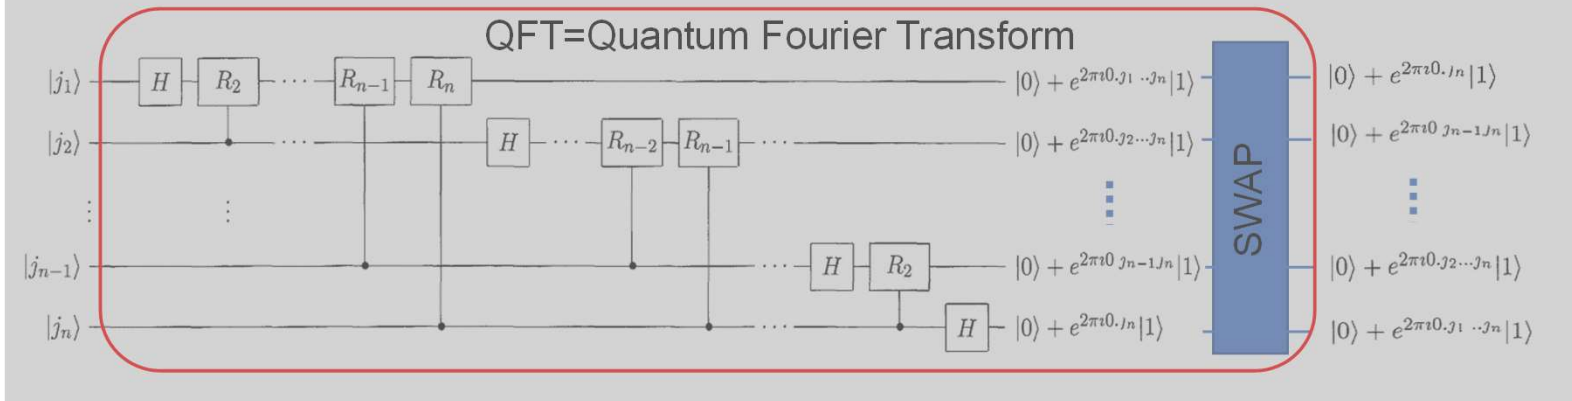 QFT=Quantum Fourier Transform
|j₁⟩ H R₂ ... Rₙ₋₁ Rₙ |0⟩ + e^{2πi0.j₁...jₙ}|1⟩ |0⟩ + e^{2πi0.jₙ}|1⟩
|j₂⟩ ... H ... Rₙ₋₂ Rₙ₋₁ ... |0⟩ + e^{2πi0.j₂...jₙ}|1⟩ |0⟩ + e^{2πi0 jₙ₋₁jₙ}|1⟩
SWAP
|jₙ₋₁⟩ ... H R₂ |0⟩ + e^{2πi0 jₙ₋₁jₙ}|1⟩ |0⟩ + e^{2πi0.j₂...jₙ}|1⟩
|jₙ⟩ ... H |0⟩ + e^{2πi0.jₙ}|1⟩ |0⟩ + e^{2πi0.j₁...jₙ}|1⟩